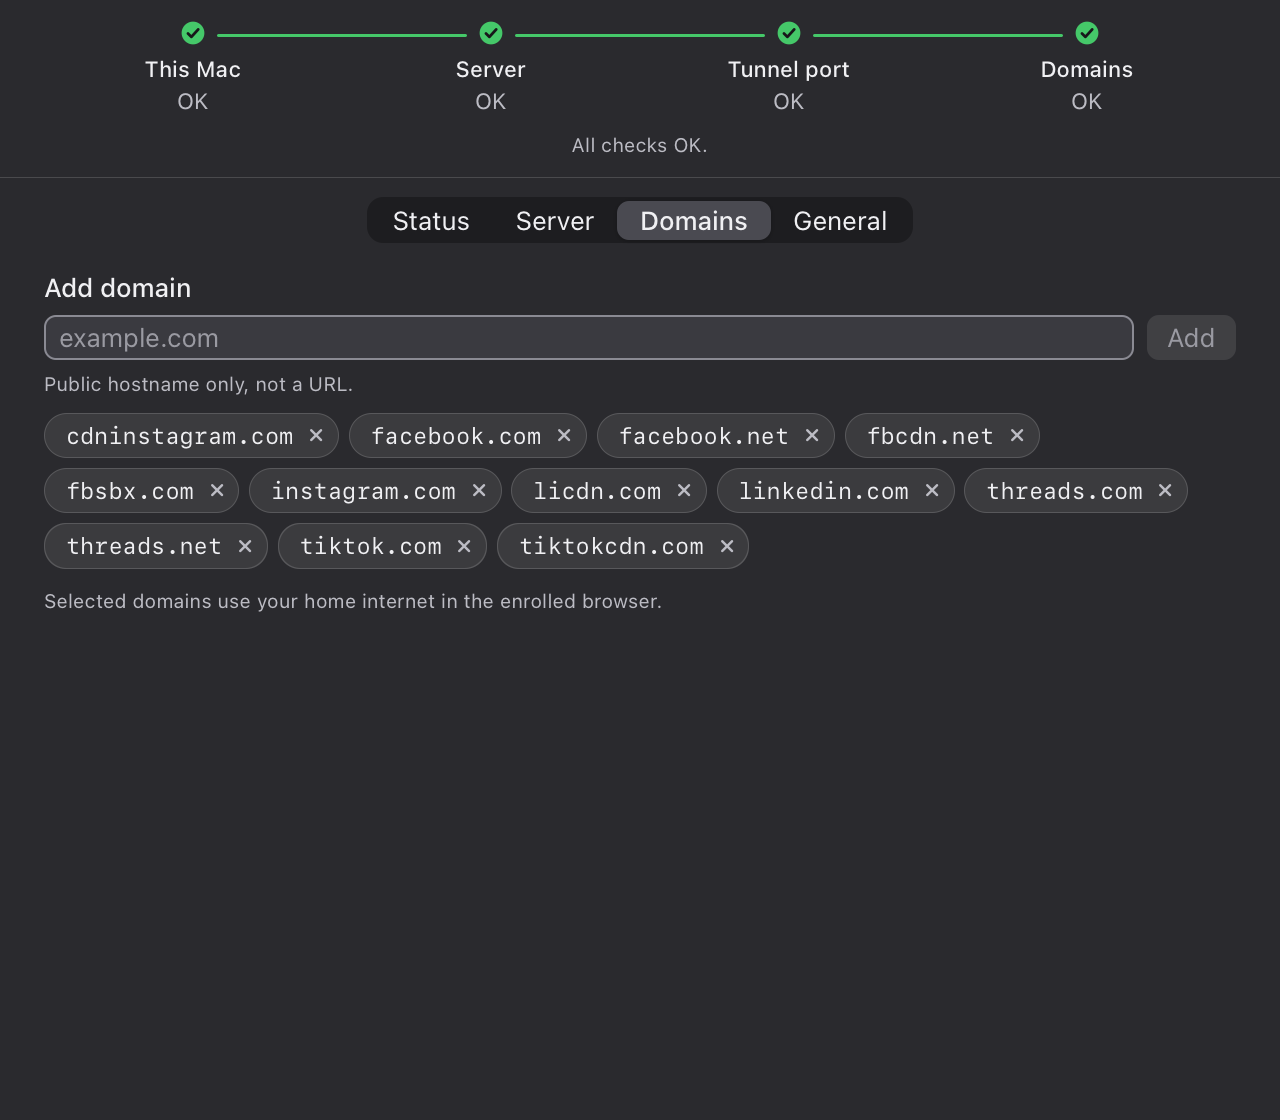 This Mac Server Tunnel port Domains
OK OK OK OK
All checks OK.
Status Server Domains General
Add domain
example.com Add
Public hostname only, not a URL.
cdninstagram.com × facebook.com × facebook.net × fbcdn.net ×
fbsbx.com × instagram.com × licdn.com × linkedin.com × threads.com ×
threads.net × tiktok.com × tiktokcdn.com ×
Selected domains use your home internet in the enrolled browser.